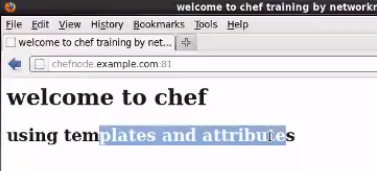 welcome to chef training by network
File Edit View History Bookmarks Tools Help
welcome to chef training by net...
chefnode.example.com:81
welcome to chef
using templates and attributes